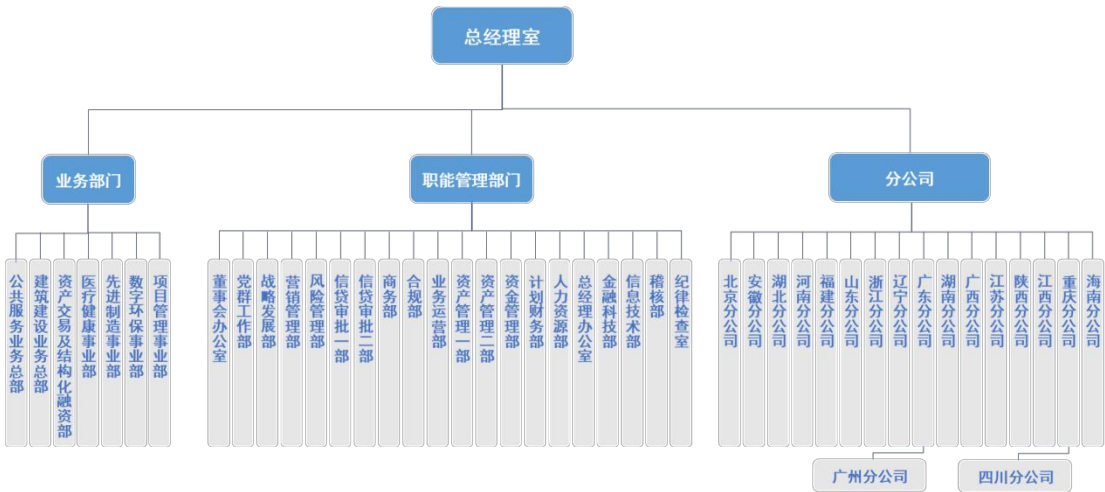 总经理室
业务部门
职能管理部门
分公司
公共服务业务总部
建筑建设业务总部
资产交易及结构化融资部
医疗健康事业部
先进制造事业部
数字环保事业部
项目管理事业部
董事会办公室
党群工作部
战略发展部
营销管理部
风险管理部
信贷审批一部
信贷审批二部
商务部
合规部
业务运营部
资产管理一部
资产管理二部
资金管理部
计划财务部
人力资源部
总经理办公室
金融科技部
信息技术部
稽核部
纪律检查室
北京分公司
安徽分公司
湖北分公司
河南分公司
福建分公司
山东分公司
浙江分公司
辽宁分公司
广东分公司
湖南分公司
广西分公司
江苏分公司
陕西分公司
江西分公司
重庆分公司
海南分公司
广州分公司
四川分公司